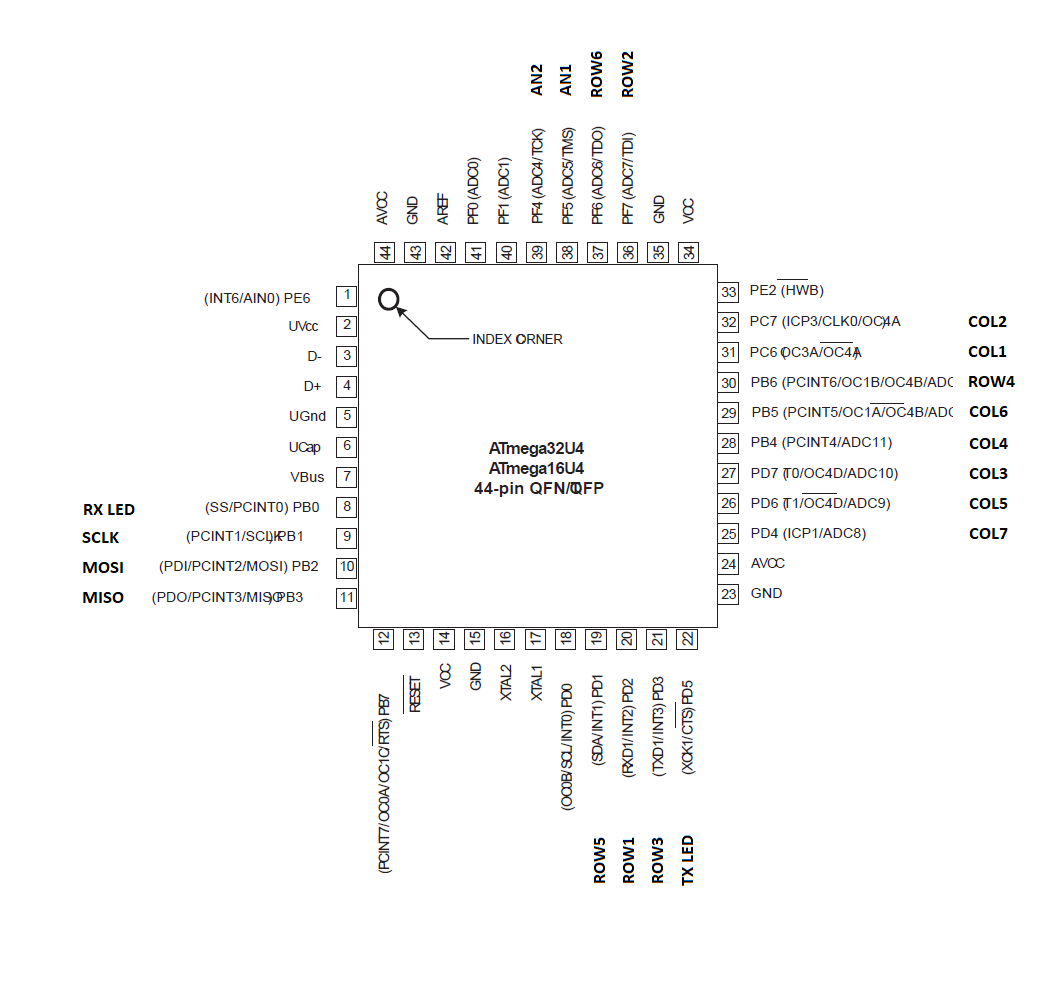 AN2
AN1
ROW6
ROW2
AVCC
GND
AREF
PF0 (ADC0)
PF1 (ADC1)
PF4 (ADC4/TCK)
PF5 (ADC5/TMS)
PF6 (ADC6/TDO)
PF7 (ADC7/TDI)
GND
VCC
44
43
42
41
40
39
38
37
36
35
34
(INT6/AIN0) PE6 1
UVcc 2
D- 3
D+ 4
UGnd 5
UCap 6
VBus 7
RX LED (SS/PCINT0) PB0 8
SCLK (PCINT1/SCLK) PB1 9
MOSI (PDI/PCINT2/MOSI) PB2 10
MISO (PDO/PCINT3/MISO) PB3 11
INDEX CORNER
ATmega32U4
ATmega16U4
44-pin QFN/TQFP
33 PE2 (HWB)
32 PC7 (ICP3/CLK0/OC4A) COL2
31 PC6 (OC3A/OC4A) COL1
30 PB6 (PCINT6/OC1B/OC4B/ADC ROW4
29 PB5 (PCINT5/OC1A/OC4B/ADC COL6
28 PB4 (PCINT4/ADC11) COL4
27 PD7 (T0/OC4D/ADC10) COL3
26 PD6 (T1/OC4D/ADC9) COL5
25 PD4 (ICP1/ADC8) COL7
24 AVCC
23 GND
12
13
14
15
16
17
18
19
20
21
22
(PCINT7/OC0A/OC1C/RTS) PB7
RESET
VCC
GND
XTAL2
XTAL1
(OC0B/SCL/INT0) PD0
(SDA/INT1) PD1
(RXD1/INT2) PD2
(TXD1/INT3) PD3
(XCK1/CTS) PD5
ROW5
ROW1
ROW3
TX LED